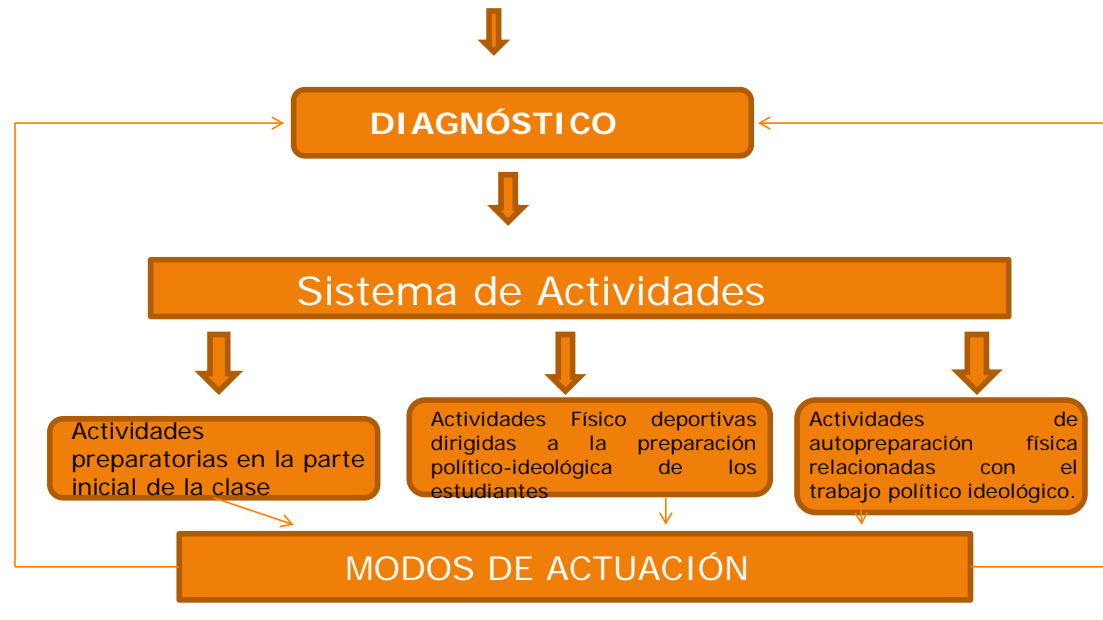 DIAGNÓSTICO
Sistema de Actividades
Actividades
preparatorias en la parte
inicial de la clase
Actividades Físico deportivas
dirigidas a la preparación
político-ideológica de los
estudiantes
Actividades de
autopreparación física
relacionadas con el
trabajo político ideológico.
MODOS DE ACTUACIÓN